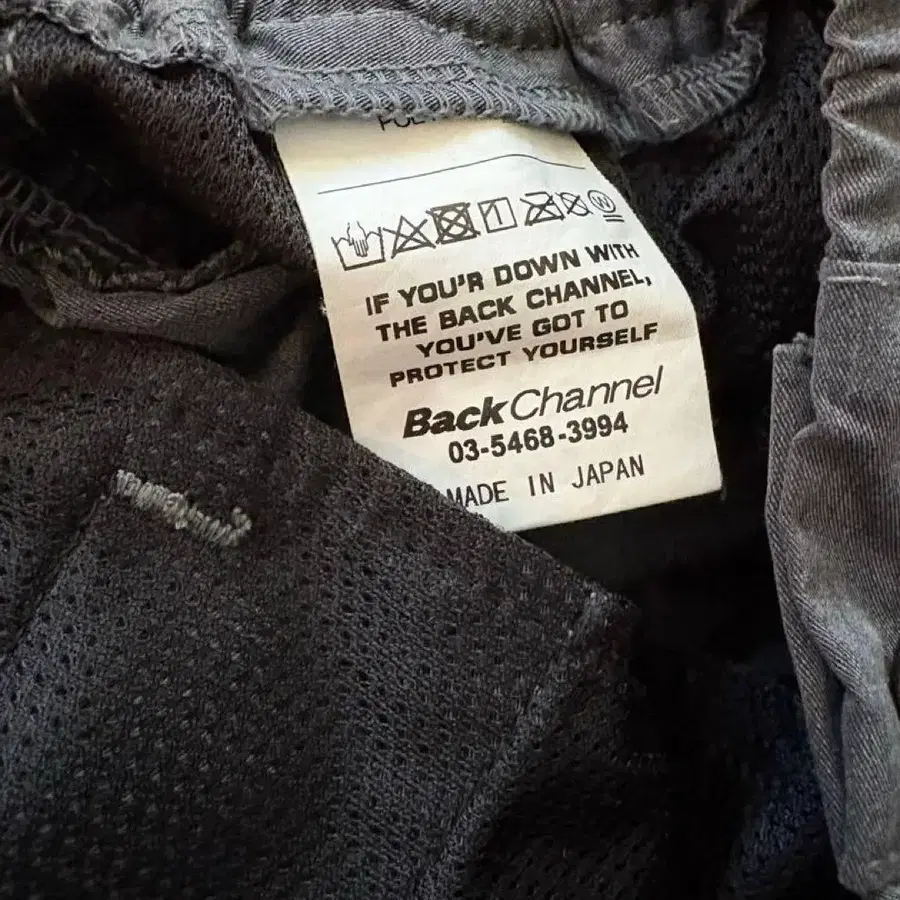 IF YOU'R DOWN WITH
THE BACK CHANNEL,
YOU'VE GOT TO
PROTECT YOURSELF
BackChannel
03-5468-3994
MADE IN JAPAN